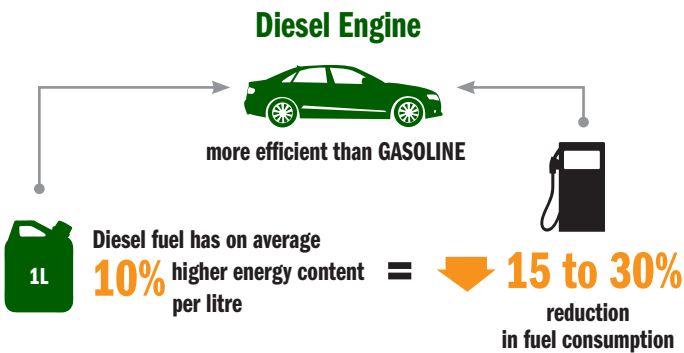 Diesel Engine
more efficient than GASOLINE
1L
Diesel fuel has on average
10% higher energy content
per litre
=
15 to 30%
reduction
in fuel consumption